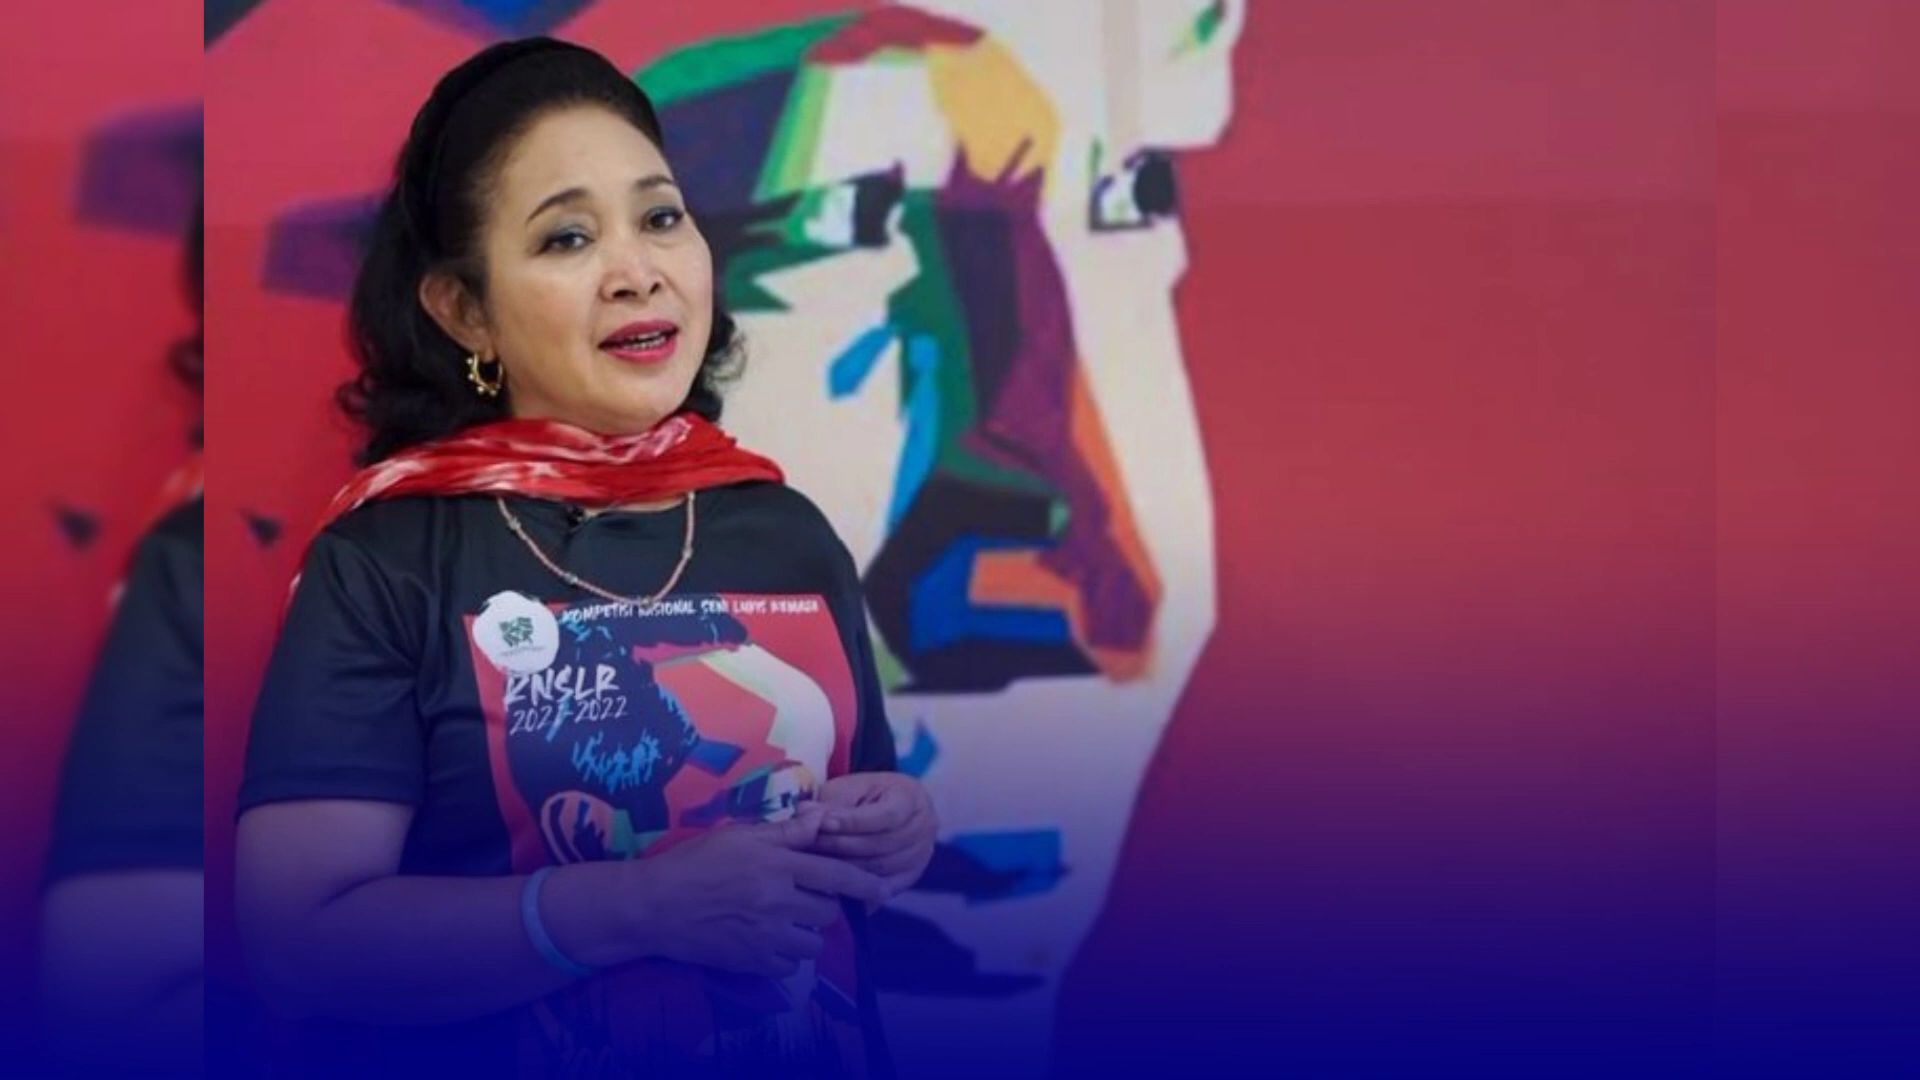 KOMPETISI NASIONAL SENI LUKIS REMAJA
KNSLR
2021-2022